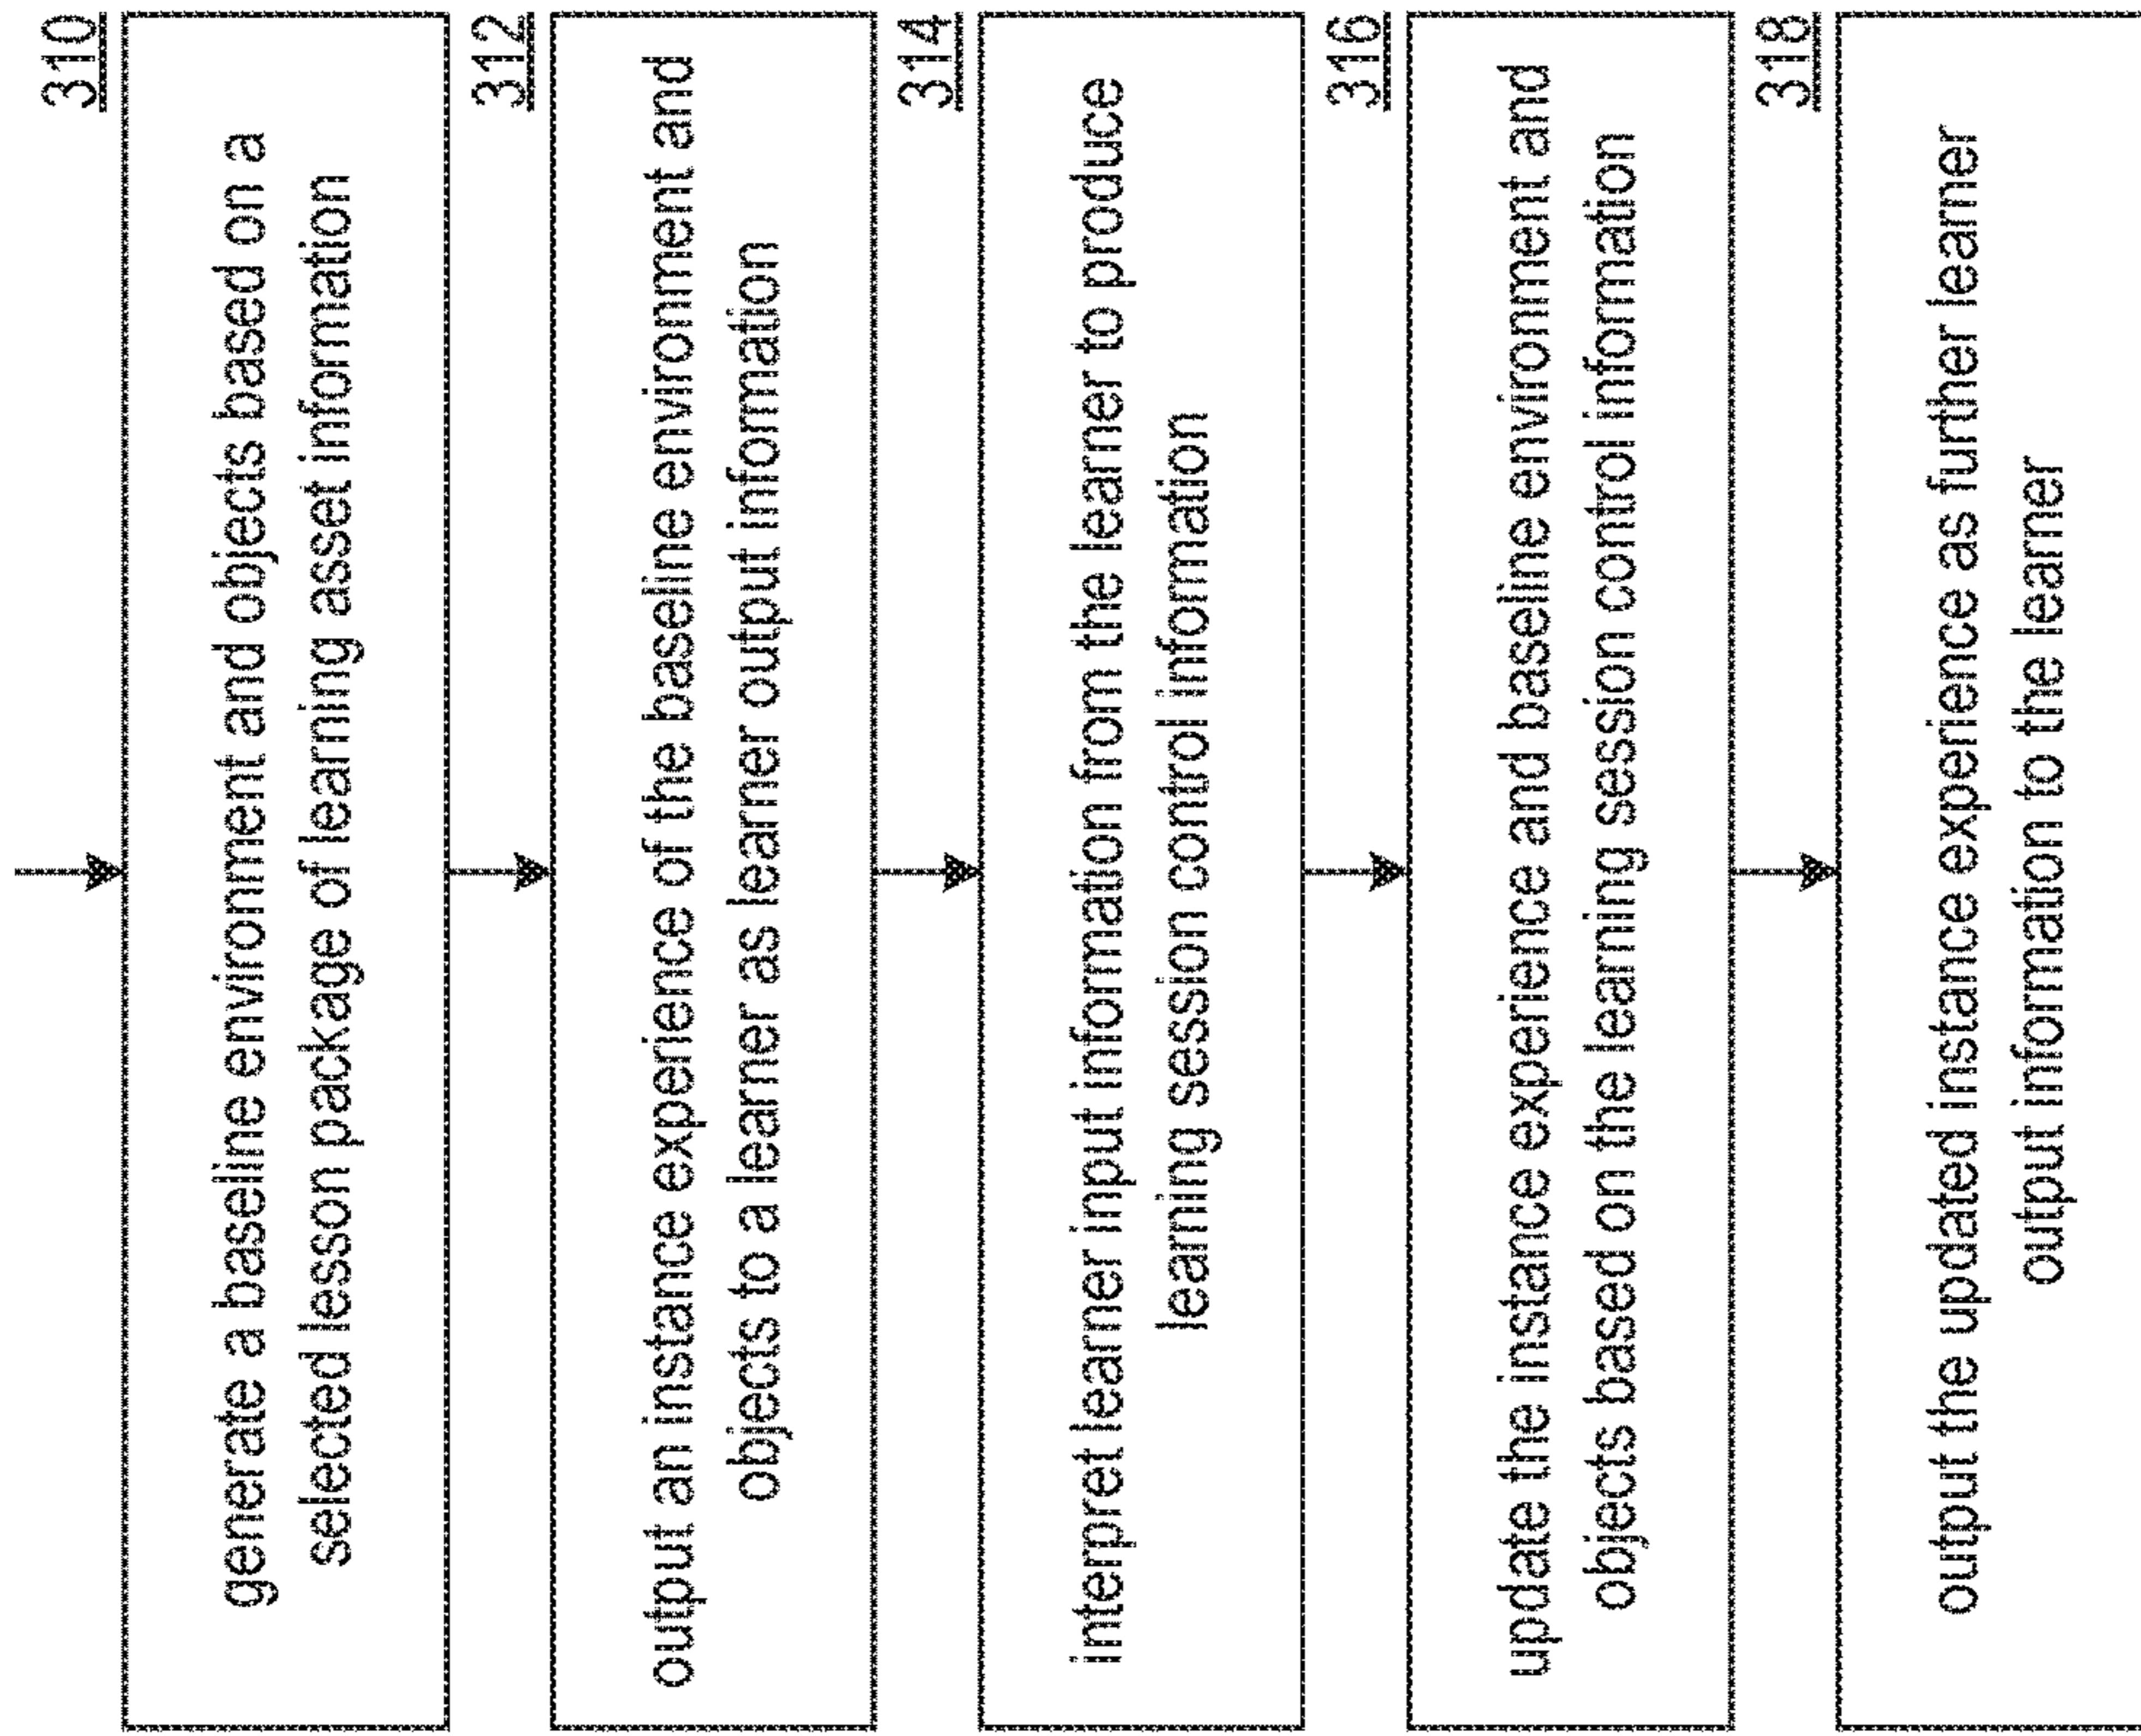 310
generate a baseline environment and objects based on a
selected lesson package of learning asset information
312
output an instance experience of the baseline environment and
objects to a learner as learner output information
314
interpret learner input information from the learner to produce
learning session control information
316
update the instance experience and baseline environment and
objects based on the learning session control information
318
output the updated instance experience as further learner
output information to the learner